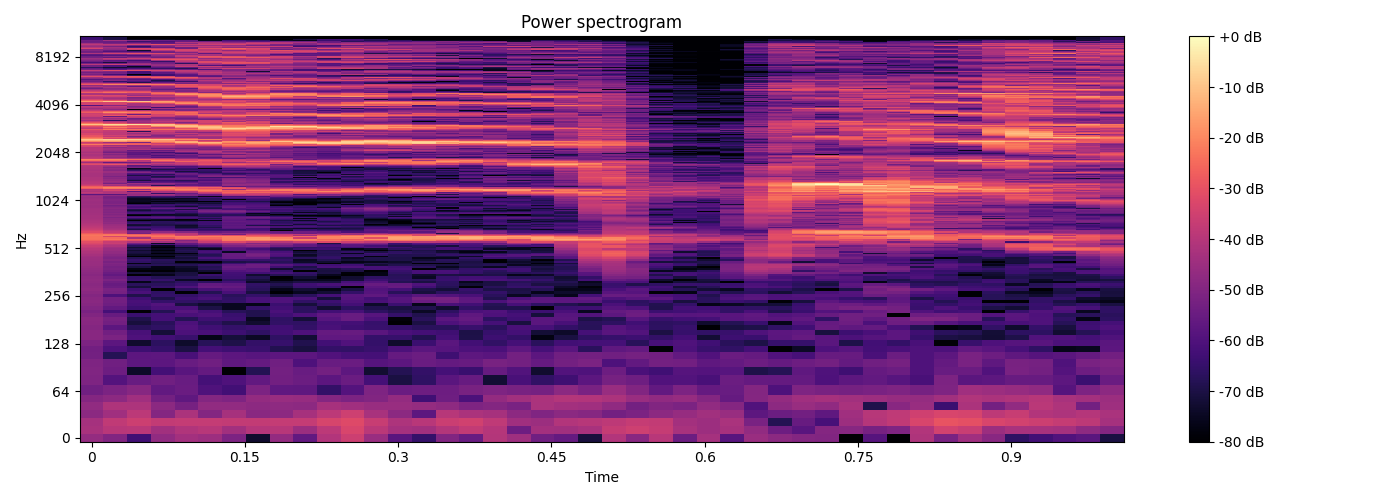 Power spectrogram
Hz
8192
4096
2048
1024
512
256
128
64
0
0 0.15 0.3 0.45 0.6 0.75 0.9
Time
+0 dB
-10 dB
-20 dB
-30 dB
-40 dB
-50 dB
-60 dB
-70 dB
-80 dB